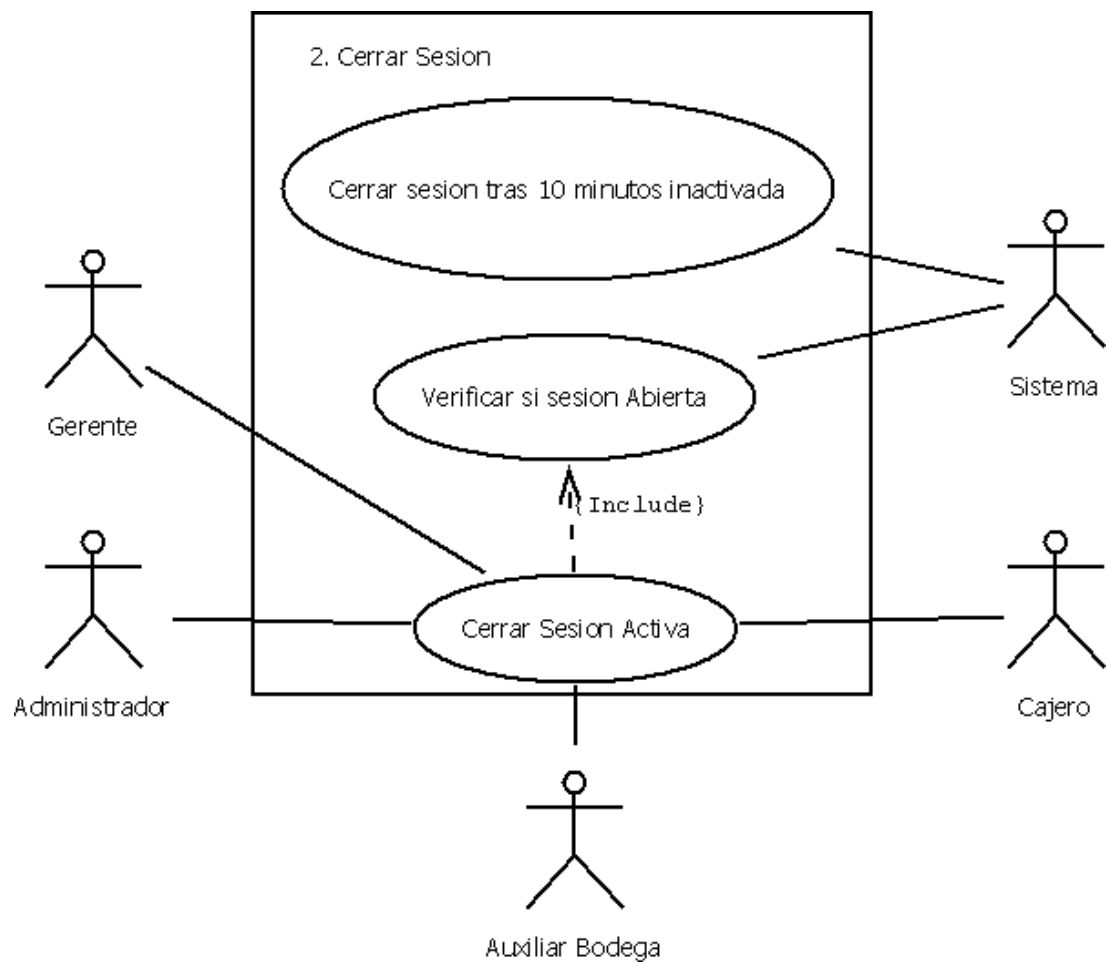 2. Cerrar Sesion
Cerrar sesion tras 10 minutos inactivada
Verificar si sesion Abierta
Sistema
Gerente
{Include}
Cerrar Sesion Activa
Administrador
Cajero
Auxiliar Bodega